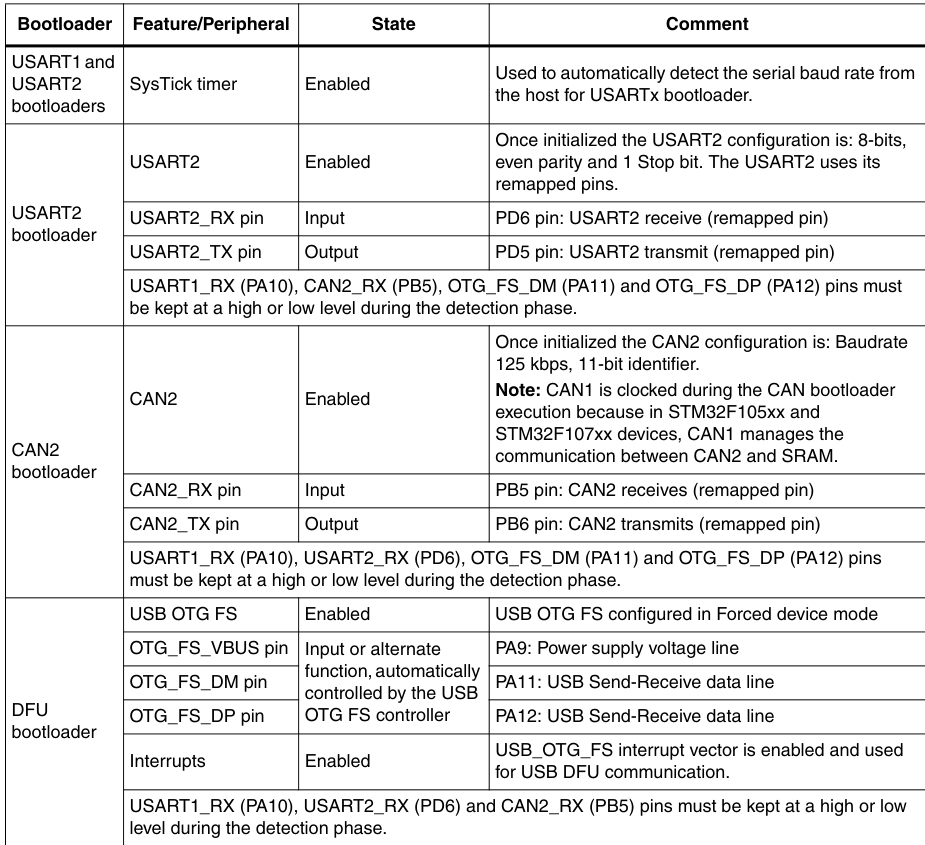 Bootloader Feature/Peripheral State Comment
USART1 and
USART2
bootloaders
SysTick timer
Enabled
Used to automatically detect the serial baud rate from
the host for USARTx bootloader.
USART2
bootloader
USART2
Enabled
Once initialized the USART2 configuration is: 8-bits,
even parity and 1 Stop bit. The USART2 uses its
remapped pins.
USART2_RX pin Input PD6 pin: USART2 receive (remapped pin)
USART2_TX pin Output PD5 pin: USART2 transmit (remapped pin)
USART1_RX (PA10), CAN2_RX (PB5), OTG_FS_DM (PA11) and OTG_FS_DP (PA12) pins must
be kept at a high or low level during the detection phase.
CAN2
bootloader
CAN2
Enabled
Once initialized the CAN2 configuration is: Baudrate
125 kbps, 11-bit identifier.
Note: CAN1 is clocked during the CAN bootloader
execution because in STM32F105xx and
STM32F107xx devices, CAN1 manages the
communication between CAN2 and SRAM.
CAN2_RX pin Input PB5 pin: CAN2 receives (remapped pin)
CAN2_TX pin Output PB6 pin: CAN2 transmits (remapped pin)
USART1_RX (PA10), USART2_RX (PD6), OTG_FS_DM (PA11) and OTG_FS_DP (PA12) pins
must be kept at a high or low level during the detection phase.
DFU
bootloader
USB OTG FS Enabled USB OTG FS configured in Forced device mode
OTG_FS_VBUS pin
Input or alternate
function, automatically
controlled by the USB
OTG FS controller
PA9: Power supply voltage line
OTG_FS_DM pin
PA11: USB Send-Receive data line
OTG_FS_DP pin
PA12: USB Send-Receive data line
Interrupts
Enabled
USB_OTG_FS interrupt vector is enabled and used
for USB DFU communication.
USART1_RX (PA10), USART2_RX (PD6) and CAN2_RX (PB5) pins must be kept at a high or low
level during the detection phase.